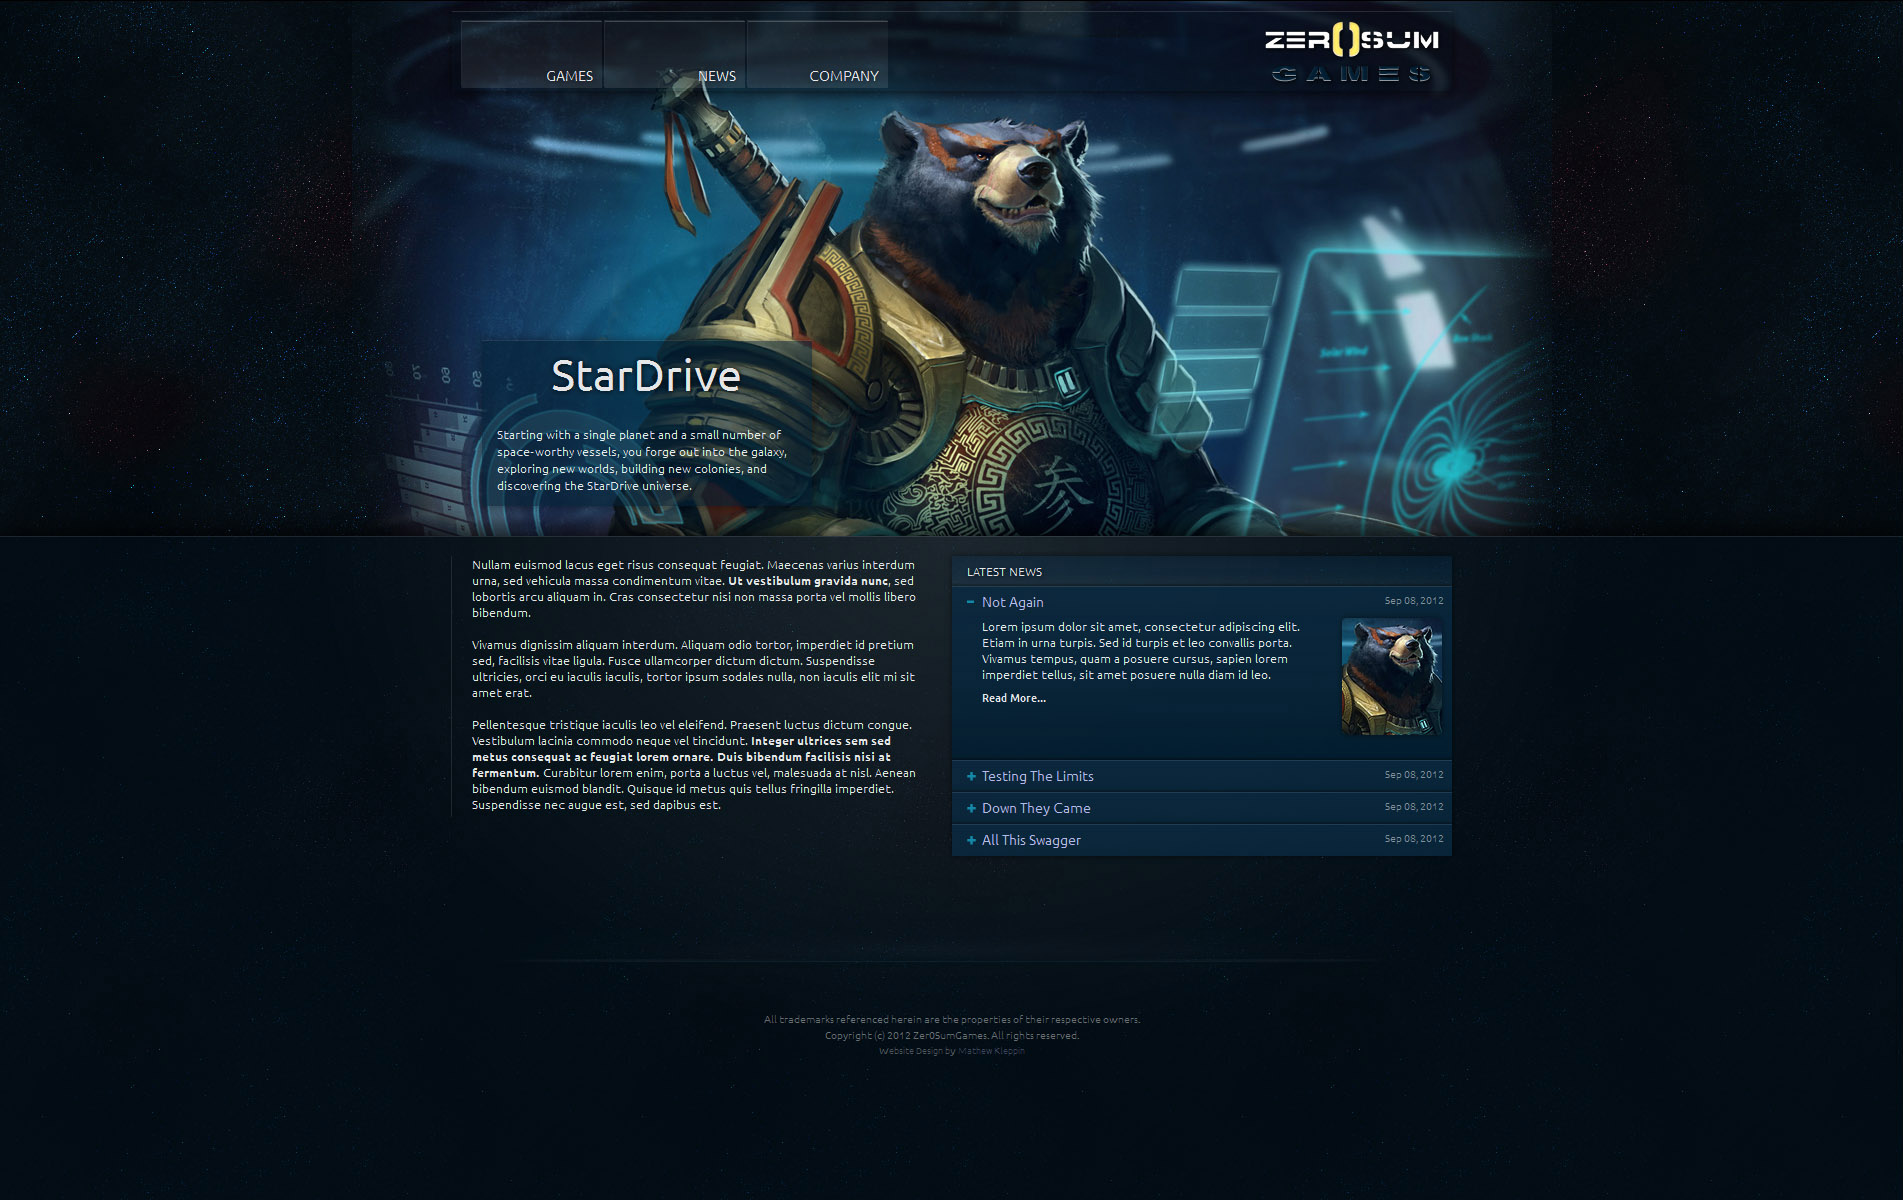 GAMES
NEWS
COMPANY
ZER0SUM
GAMES
70
60
50
Solar Wind
Bow Shock
参
StarDrive
Starting with a single planet and a small number of
space-worthy vessels, you forge out into the galaxy,
exploring new worlds, building new colonies, and
discovering the StarDrive universe.
Nullam euismod lacus eget risus consequat feugiat. Maecenas varius interdum
urna, sed vehicula massa condimentum vitae. Ut vestibulum gravida nunc, sed
lobortis arcu aliquam in. Cras consectetur nisi non massa porta vel mollis libero
bibendum.
Vivamus dignissim aliquam interdum. Aliquam odio tortor, imperdiet id pretium
sed, facilisis vitae ligula. Fusce ullamcorper dictum dictum. Suspendisse
ultricies, orci eu iaculis iaculis, tortor ipsum sodales nulla, non iaculis elit mi sit
amet erat.
Pellentesque tristique iaculis leo vel eleifend. Praesent luctus dictum congue.
Vestibulum lacinia commodo neque vel tincidunt. Integer ultrices sem sed
metus consequat ac feugiat lorem ornare. Duis bibendum facilisis nisi at
fermentum. Curabitur lorem enim, porta a luctus vel, malesuada at nisl. Aenean
bibendum euismod blandit. Quisque id metus quis tellus fringilla imperdiet.
Suspendisse nec augue est, sed dapibus est.
LATEST NEWS
Not Again Sep 08, 2012
Lorem ipsum dolor sit amet, consectetur adipiscing elit.
Etiam in urna turpis. Sed id turpis et leo convallis porta.
Vivamus tempus, quam a posuere cursus, sapien lorem
imperdiet tellus, sit amet posuere nulla diam id leo.
Read More...
Testing The Limits Sep 08, 2012
Down They Came Sep 08, 2012
All This Swagger Sep 08, 2012
All trademarks referenced herein are the properties of their respective owners.
Copyright (c) 2012 Zer0SumGames. All rights reserved.
Website Design by Mathew Kleppin